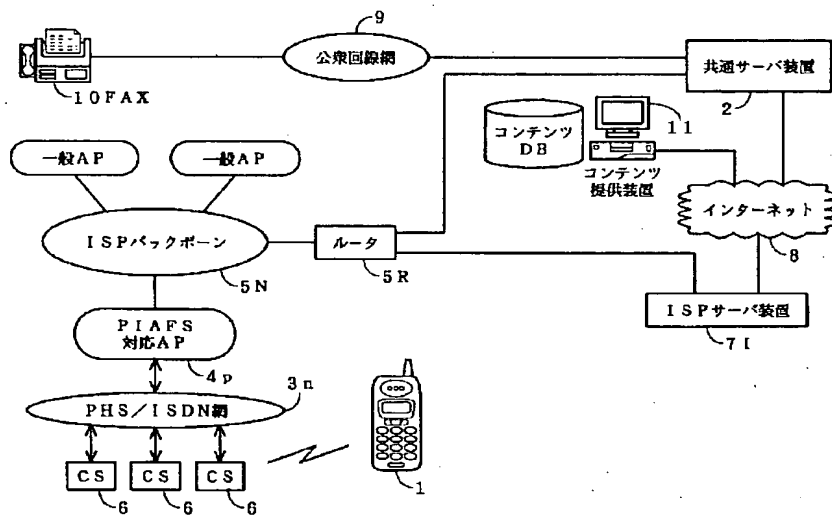 9
公衆回線網
共通サーバ装置
2
10FAX
11
コンテンツ
DB
コンテンツ
提供装置
一般AP
一般AP
インターネット
8
ISPバックボーン
5N
ルータ
5R
ISPサーバ装置
7I
PIAFS
対応AP
4p
3n
PHS/ISDN網
CS
CS
CS
6
6
6
1